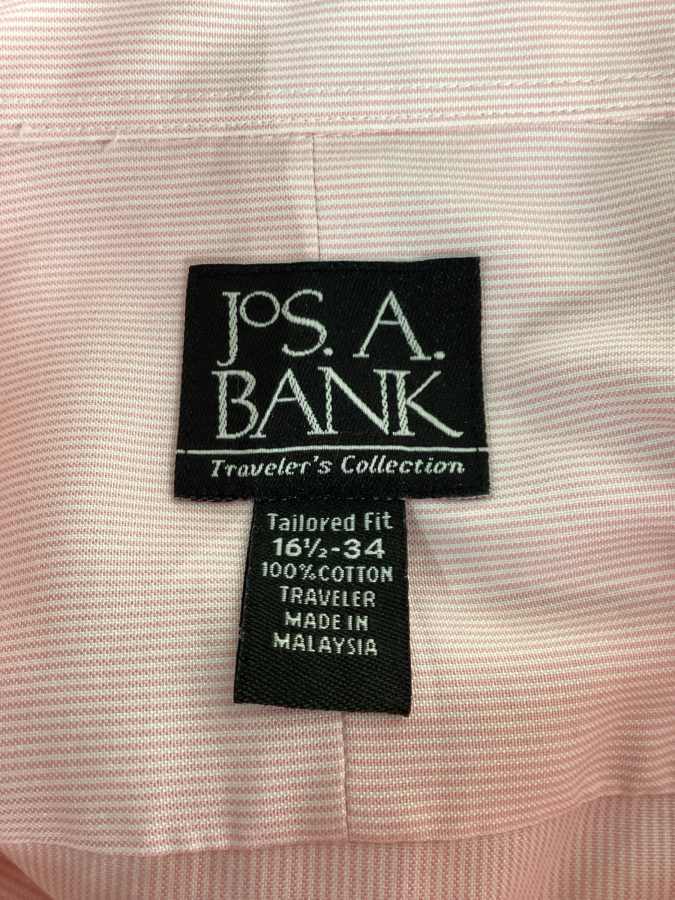 JoS. A.
BANK
Traveler's Collection
Tailored Fit
16½-34
100% COTTON
TRAVELER
MADE IN
MALAYSIA